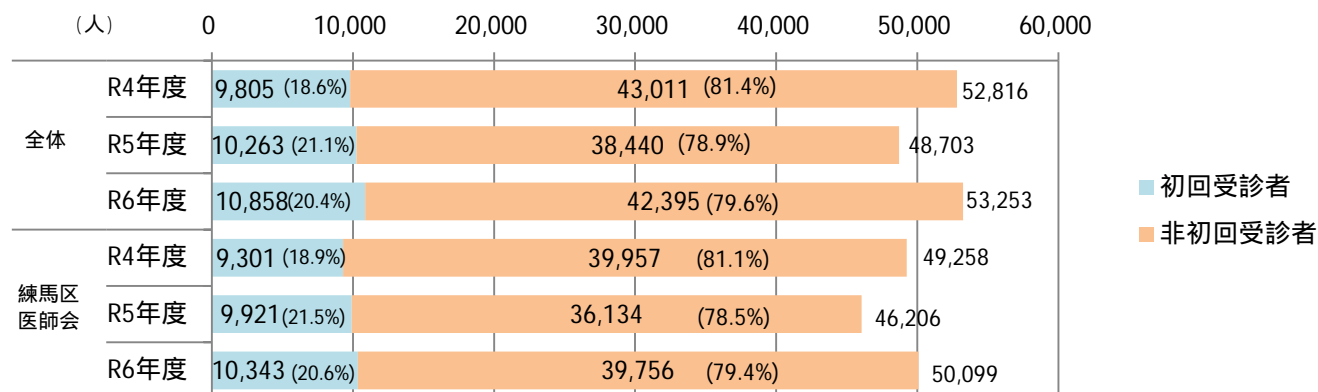 (人) 0 10,000 20,000 30,000 40,000 50,000 60,000
全体
R4年度 9,805 (18.6%) 43,011 (81.4%) 52,816
R5年度 10,263 (21.1%) 38,440 (78.9%) 48,703
R6年度 10,858(20.4%) 42,395 (79.6%) 53,253
練馬区
医師会
R4年度 9,301 (18.9%) 39,957 (81.1%) 49,258
R5年度 9,921 (21.5%) 36,134 (78.5%) 46,206
R6年度 10,343 (20.6%) 39,756 (79.4%) 50,099
初回受診者
非初回受診者